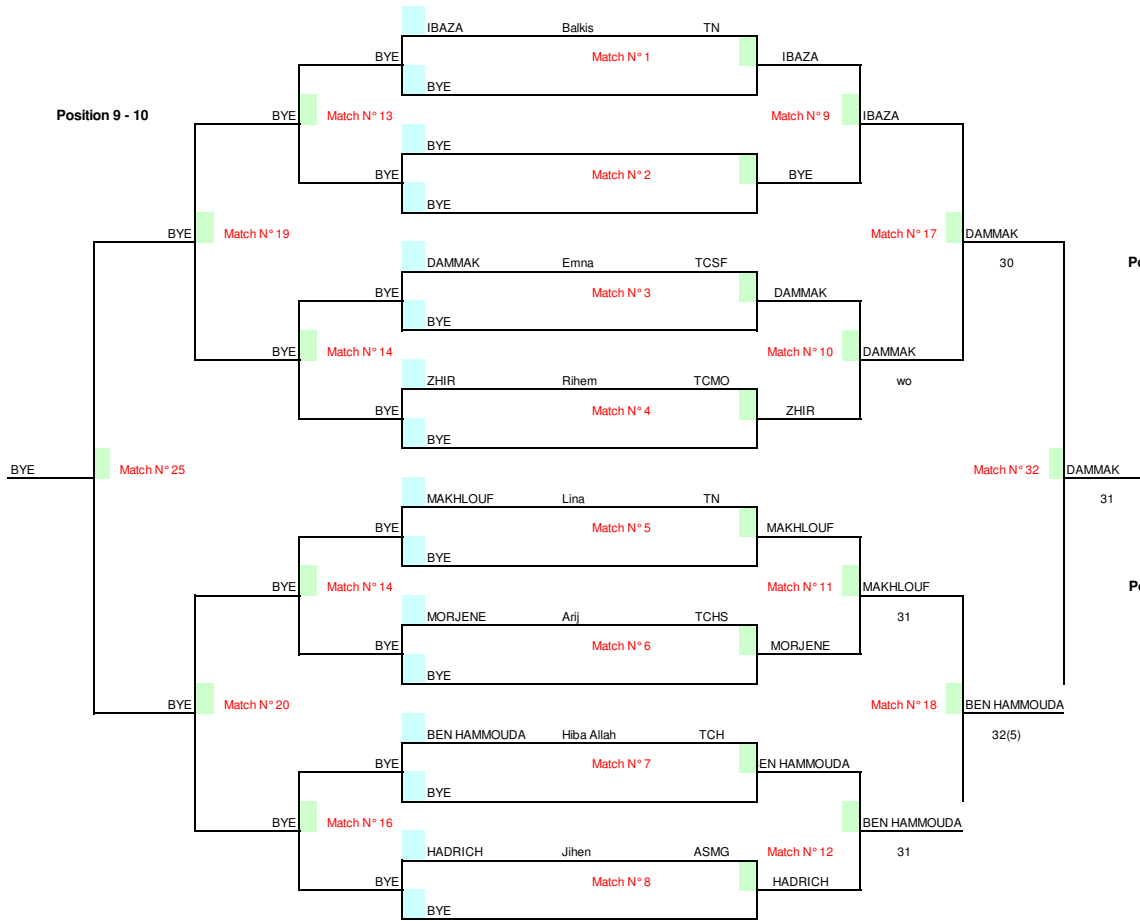 IBAZA Balkis TN
BYE Match N° 1 IBAZA
BYE
Position 9 - 10 BYE Match N° 13 Match N° 9 IBAZA
BYE
BYE Match N° 2 BYE
BYE
BYE Match N° 19 Match N° 17 DAMMAK
DAMMAK Emna TCSF 30 Po
BYE Match N° 3 DAMMAK
BYE
BYE Match N° 14 Match N° 10 DAMMAK
ZHIR Rihem TCMO wo
BYE Match N° 4 ZHIR
BYE
BYE Match N° 25 Match N° 32 DAMMAK
MAKHLOUF Lina TN 31
BYE Match N° 5 MAKHLOUF
BYE
BYE Match N° 14 Match N° 11 MAKHLOUF Po
MORJENE Arij TCHS 31
BYE Match N° 6 MORJENE
BYE
BYE Match N° 20 Match N° 18 BEN HAMMOUDA
BEN HAMMOUDA Hiba Allah TCH 32(5)
BYE Match N° 7 EN HAMMOUDA
BYE
BYE Match N° 16 BEN HAMMOUDA
HADRICH Jihen ASMG Match N° 12 31
BYE Match N° 8 HADRICH
BYE